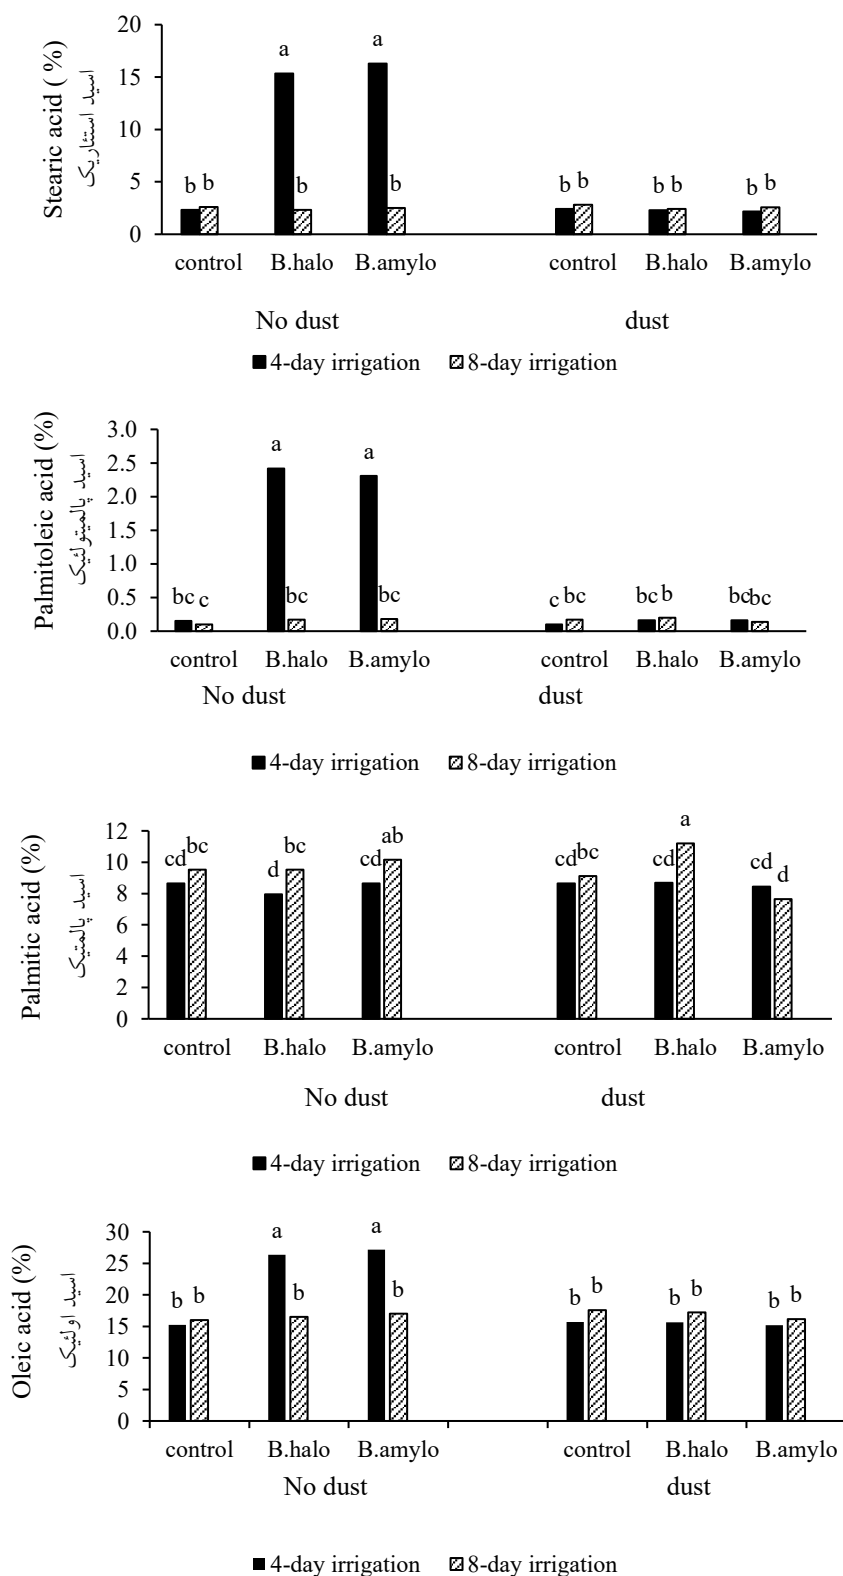 Stearic acid ( %)
اسید استئاریک
20
15
10
5
0
a
a
b b
b
b
b b
b b
b b
control B.halo B.amylo control B.halo B.amylo
No dust dust
4-day irrigation 8-day irrigation
Palmitoleic acid (%)
اسید پالمیتولئیک
3.0
2.5
2.0
1.5
1.0
0.5
0.0
a
a
bc c
bc
bc
c bc
bc b
bc bc
control B.halo B.amylo control B.halo B.amylo
No dust dust
4-day irrigation 8-day irrigation
Palmitic acid (%)
اسید پالمتیک
12
10
8
6
4
2
0
cd bc
d bc
cd ab
cd bc
cd a
cd d
control B.halo B.amylo control B.halo B.amylo
No dust dust
4-day irrigation 8-day irrigation
Oleic acid (%)
اسید اولئیک
30
25
20
15
10
5
0
b b
a b
a b
b b
b b
b b
control B.halo B.amylo control B.halo B.amylo
No dust dust
4-day irrigation 8-day irrigation